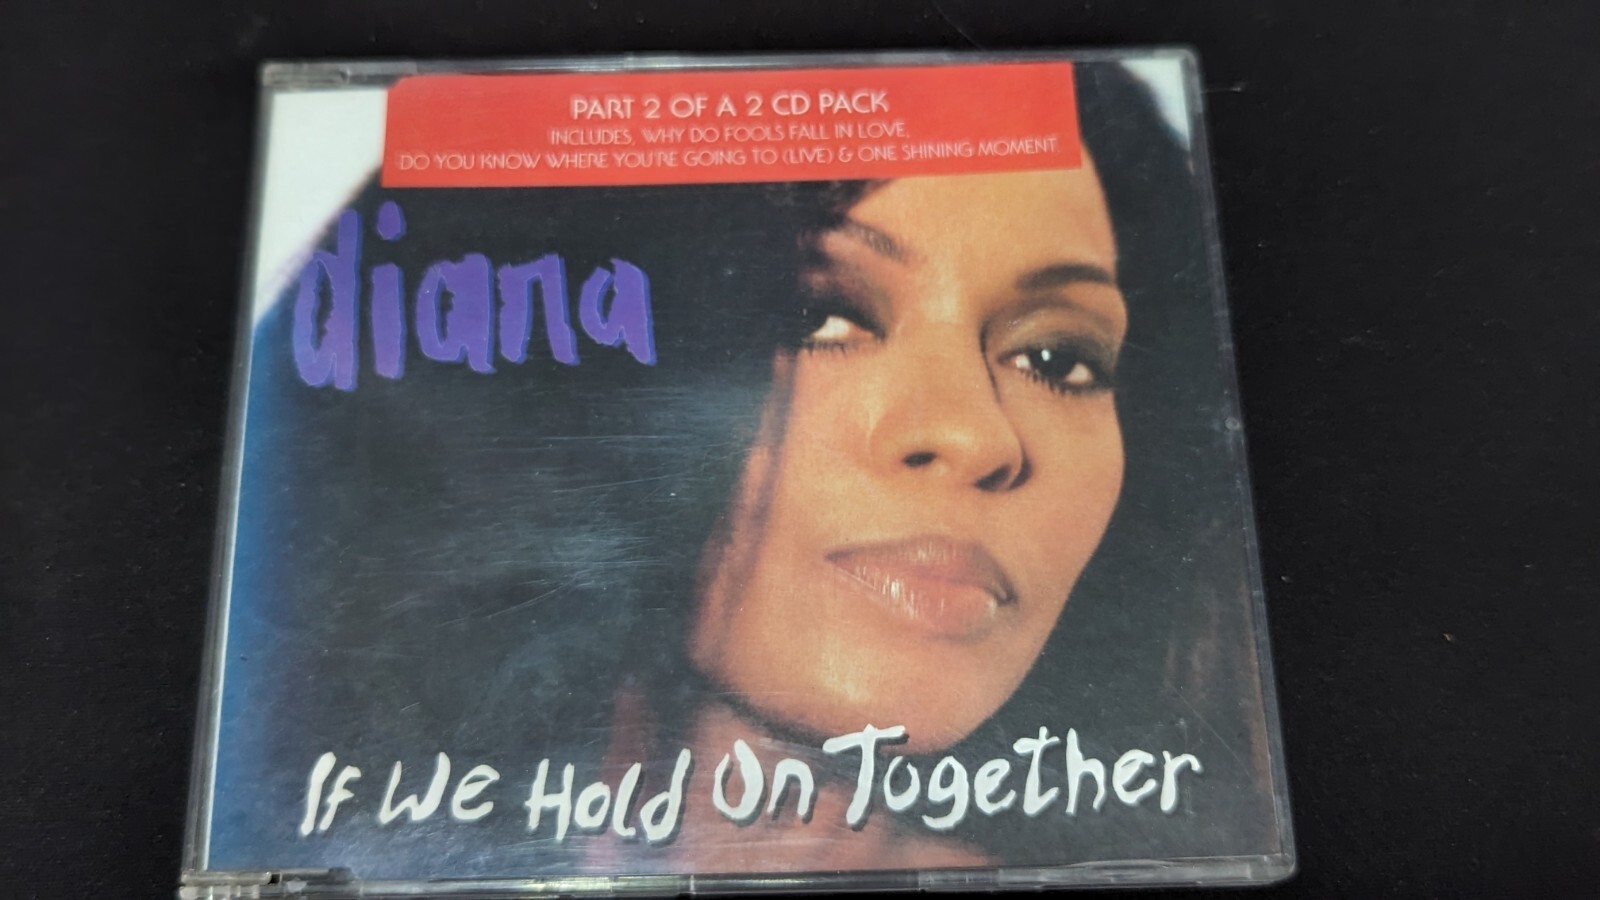 PART 2 OF A 2 CD PACK
INCLUDES, WHY DO FOOLS FALL IN LOVE,
DO YOU KNOW WHERE YOU'RE GOING TO (LIVE) & ONE SHINING MOMENT.
diana
If We Hold On Together